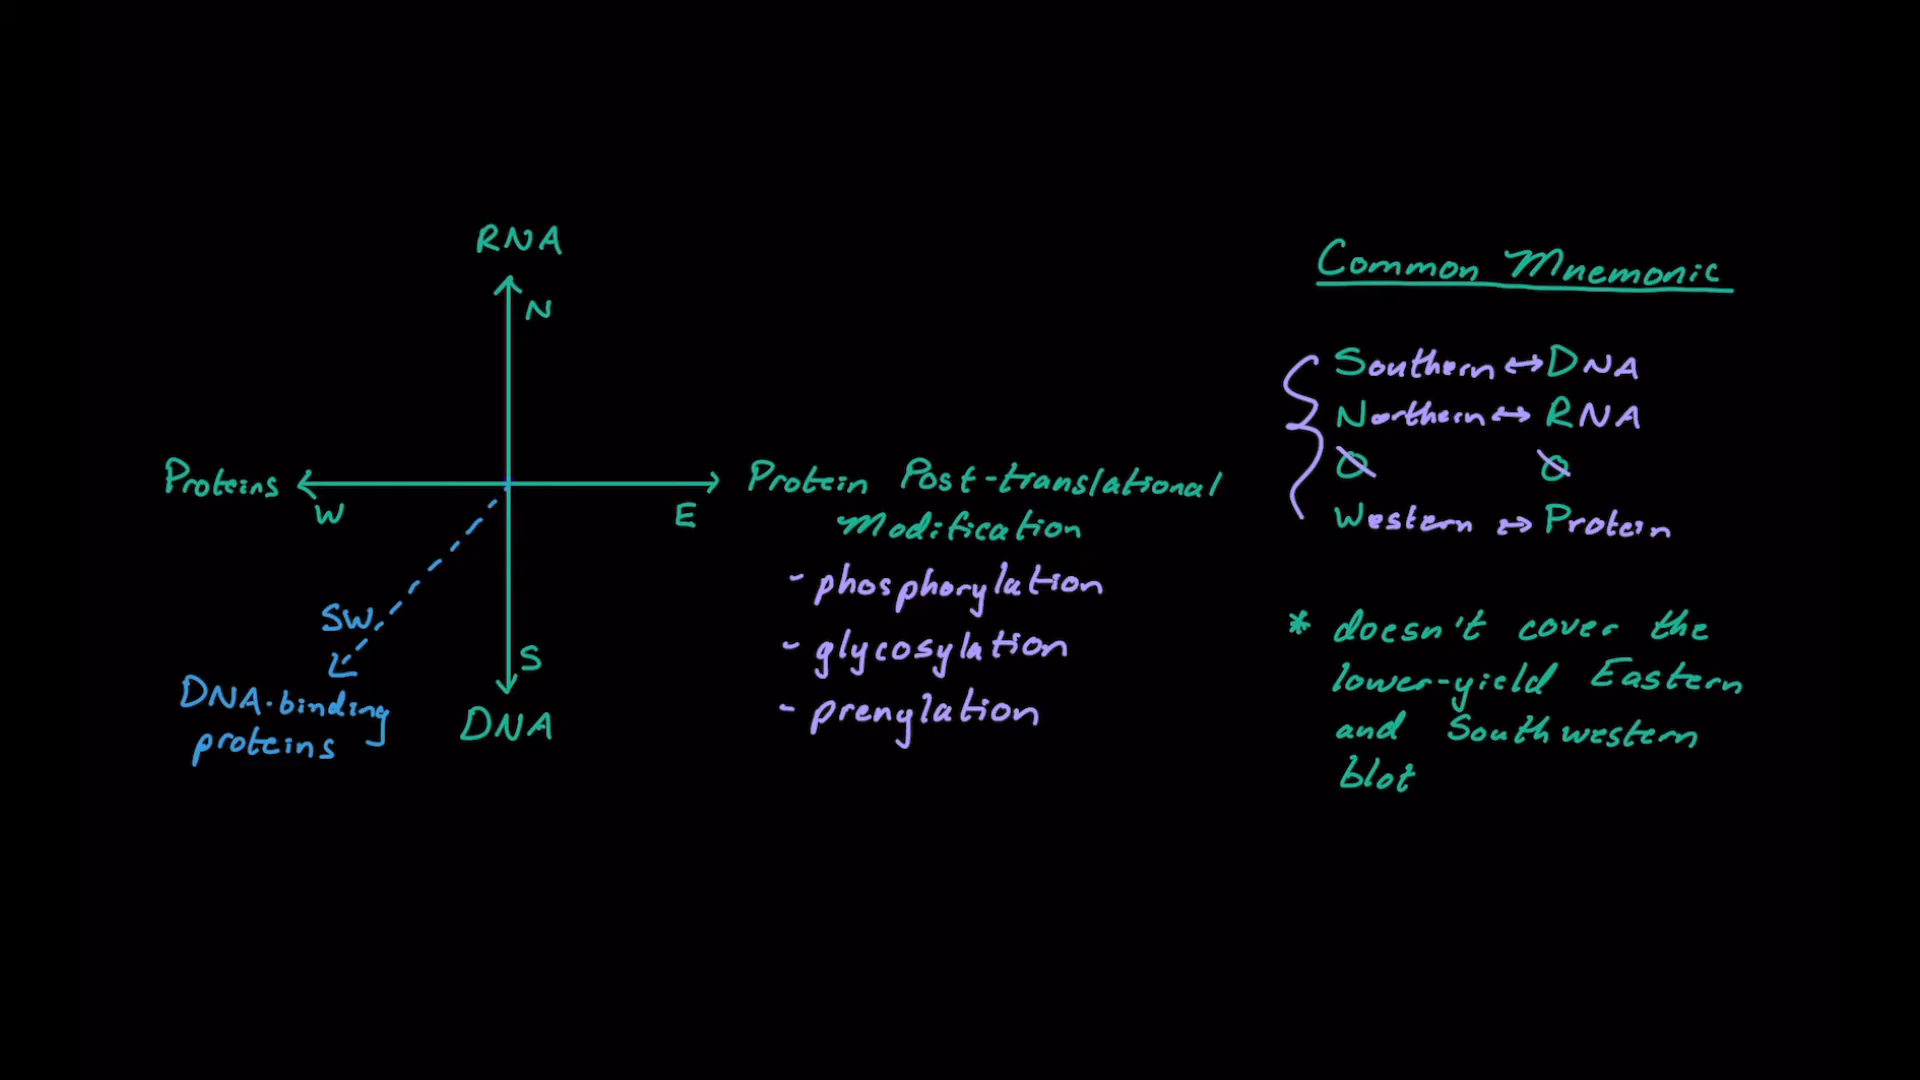 RNA
N
Proteins
W
E
SW
S
DNA-binding
proteins
DNA
Protein Post-translational
Modification
- phosphorylation
- glycosylation
- prenylation
Common Mnemonic
Southern ↔ DNA
Northern ↔ RNA
O O
Western ↔ Protein
* doesn't cover the
lower-yield Eastern
and Southwestern
blot